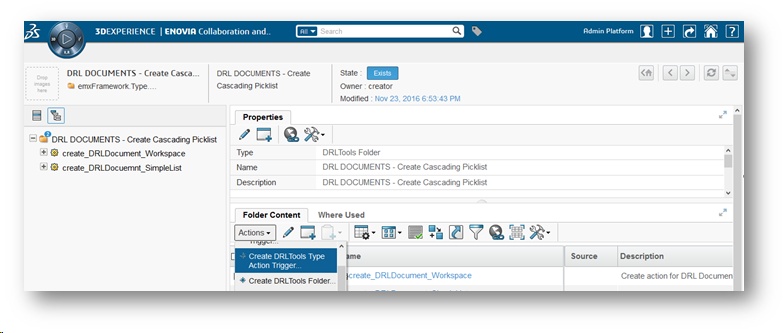 3DEXPERIENCE | ENOVIA Collaboration and..
All Search
Admin Platform
Drop images here
DRL DOCUMENTS - Create Casca...
emxFramework.Type....
DRL DOCUMENTS - Create
Cascading Picklist
State : Exists
Owner : creator
Modified : Nov 23, 2016 6:53:43 PM
2
DRL DOCUMENTS - Create Cascading Picklist
create_DRLDocument_Workspace
create_DRLDocuemnt_SimpleList
Properties
Type DRLTools Folder
Name DRL DOCUMENTS - Create Cascading Picklist
Description DRL DOCUMENTS - Create Cascading Picklist
Folder Content Where Used
Actions
Trigger...
Create DRLTools Type
Action Trigger...
Create DRLTools Folder...
ame Source Description
create_DRLDocument_Workspace Create action for DRL Documen